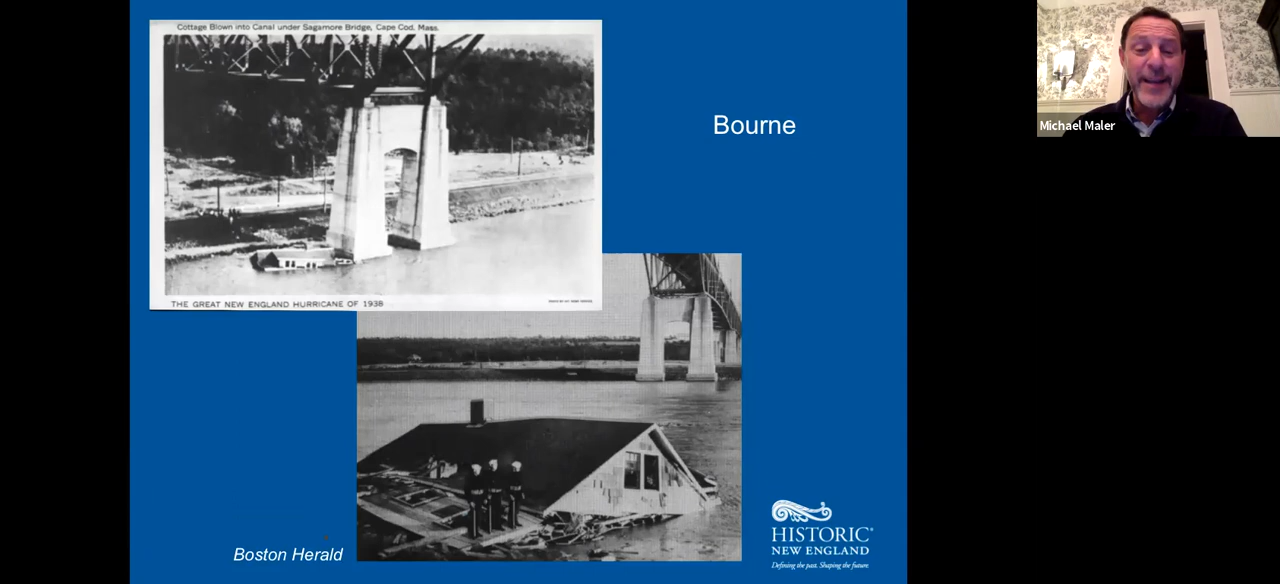 Cottage Blown into Canal under Sagamore Bridge, Cape Cod, Mass.
THE GREAT NEW ENGLAND HURRICANE OF 1938
Bourne
Boston Herald
HISTORIC®
NEW ENGLAND
Defining the past. Shaping the future
Michael Maler